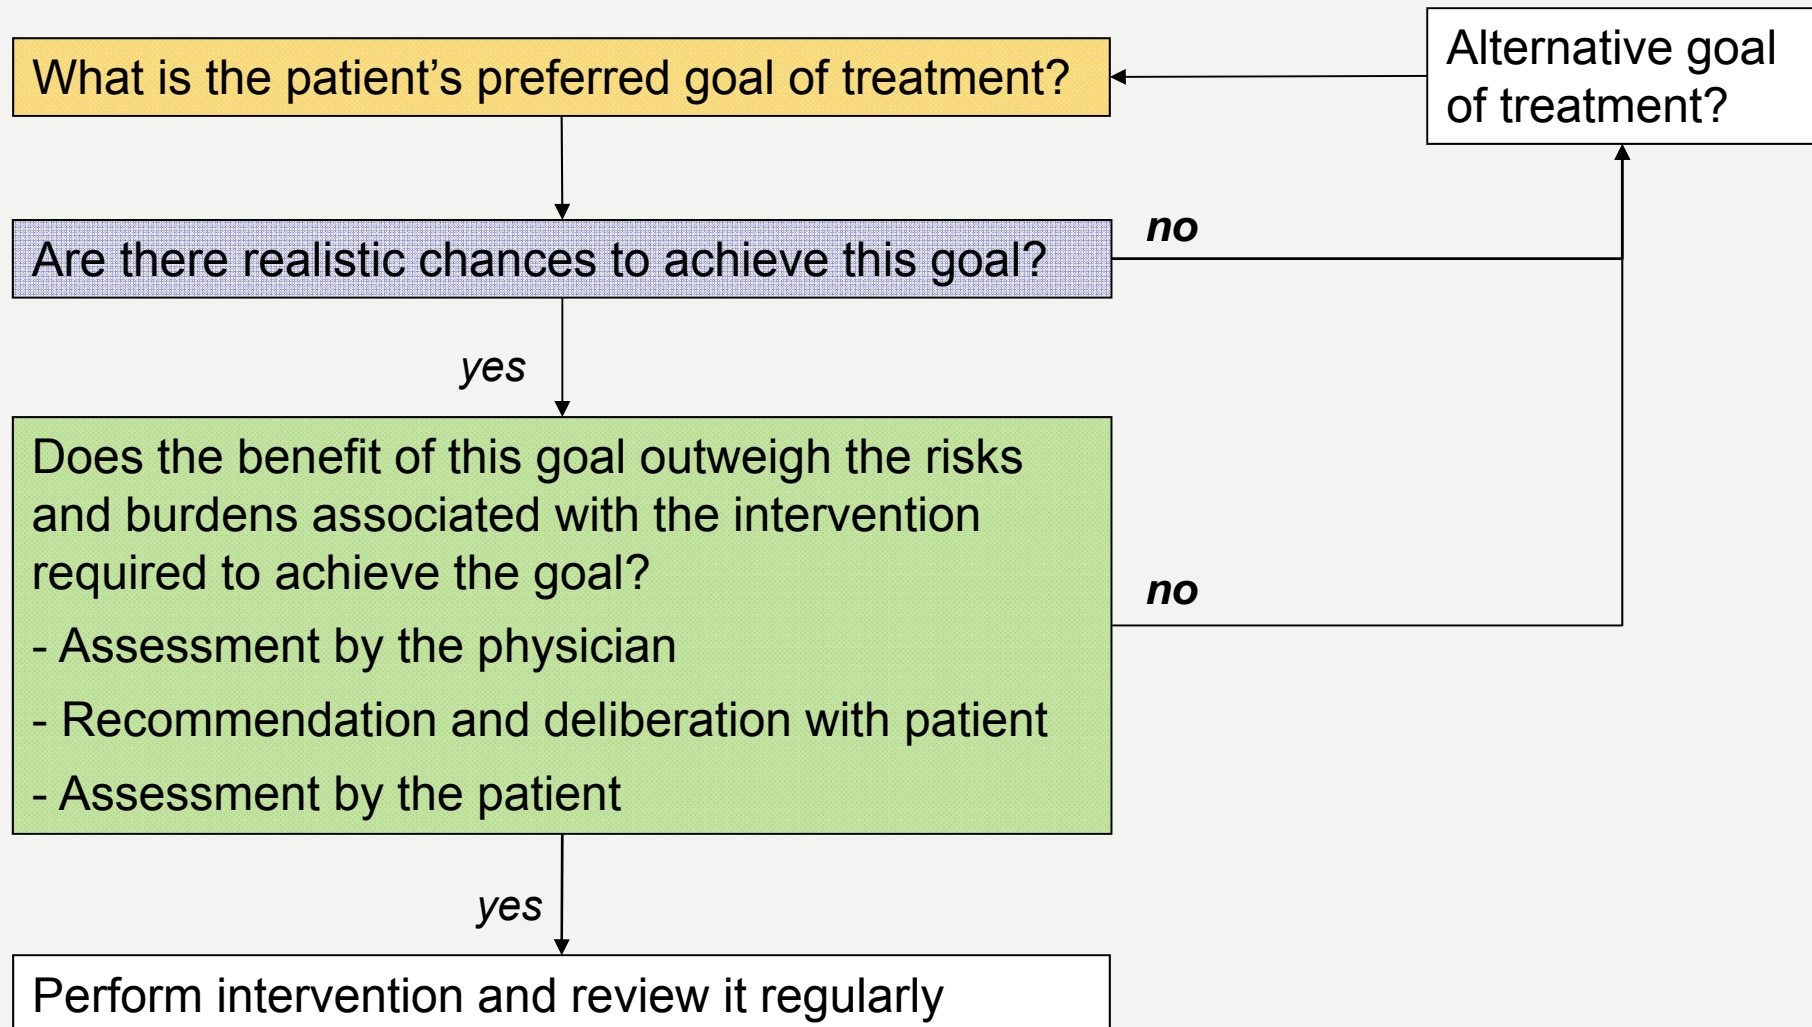 What is the patient’s preferred goal of treatment?
Alternative goal
of treatment?
Are there realistic chances to achieve this goal?
no
yes
Does the benefit of this goal outweigh the risks
and burdens associated with the intervention
required to achieve the goal?
- Assessment by the physician
- Recommendation and deliberation with patient
- Assessment by the patient
no
yes
Perform intervention and review it regularly